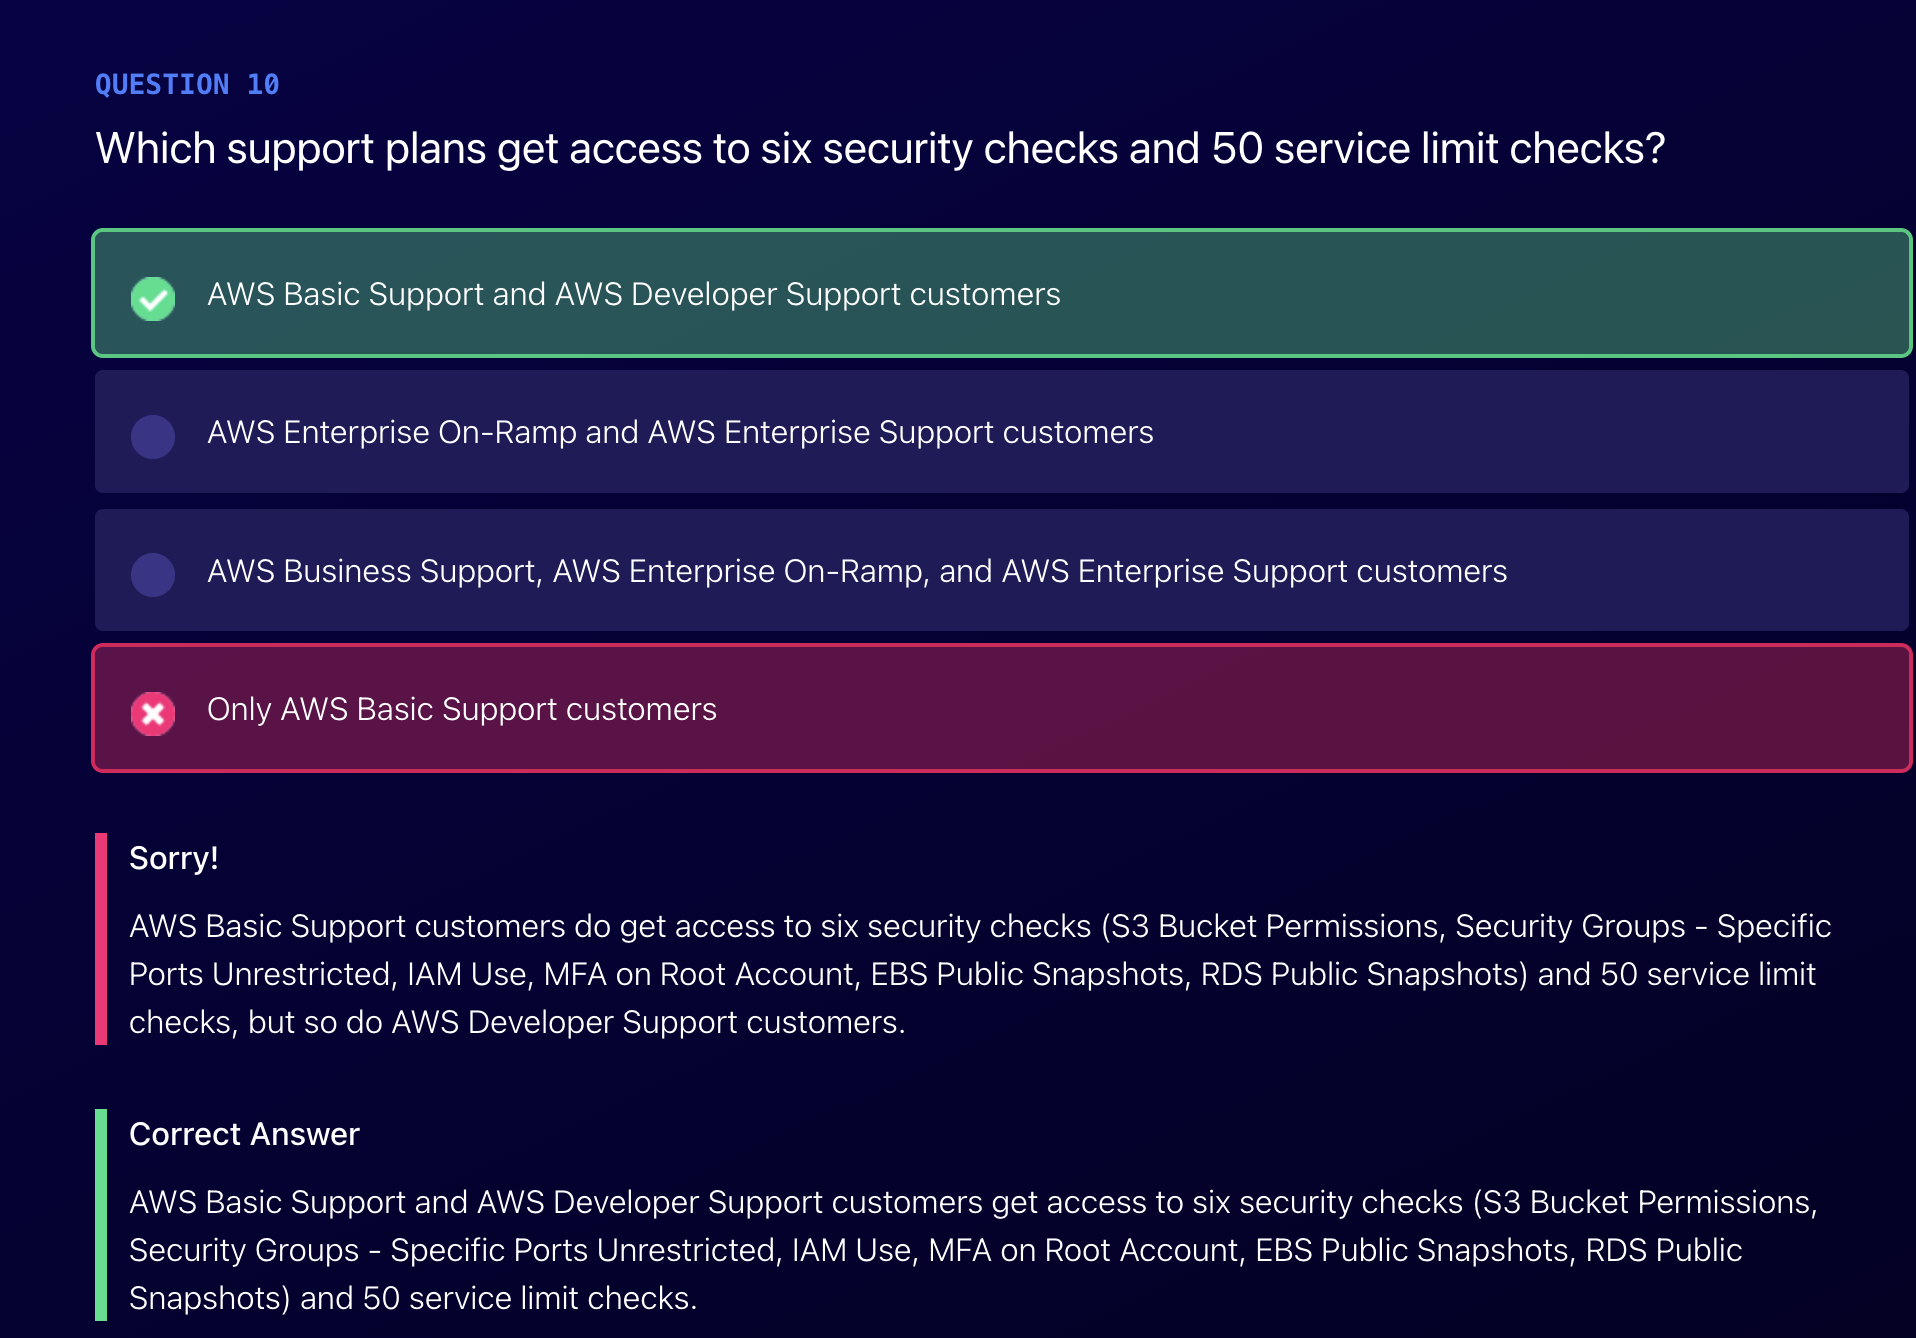 QUESTION 10
Which support plans get access to six security checks and 50 service limit checks?
AWS Basic Support and AWS Developer Support customers
AWS Enterprise On-Ramp and AWS Enterprise Support customers
AWS Business Support, AWS Enterprise On-Ramp, and AWS Enterprise Support customers
Only AWS Basic Support customers
Sorry!
AWS Basic Support customers do get access to six security checks (S3 Bucket Permissions, Security Groups - Specific
Ports Unrestricted, IAM Use, MFA on Root Account, EBS Public Snapshots, RDS Public Snapshots) and 50 service limit
checks, but so do AWS Developer Support customers.
Correct Answer
AWS Basic Support and AWS Developer Support customers get access to six security checks (S3 Bucket Permissions,
Security Groups - Specific Ports Unrestricted, IAM Use, MFA on Root Account, EBS Public Snapshots, RDS Public
Snapshots) and 50 service limit checks.